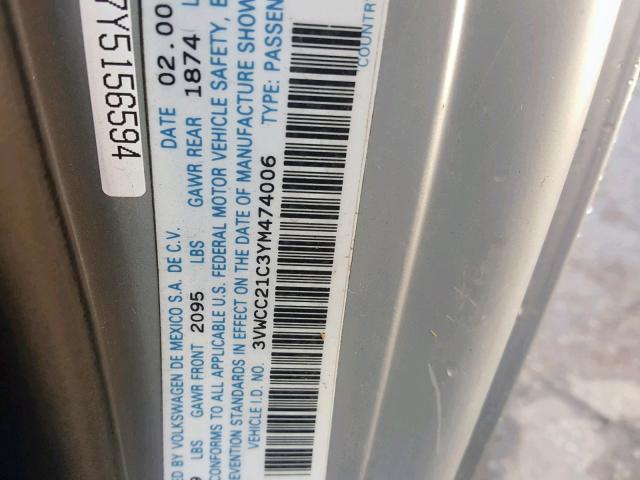 7Y5156594
ED BY VOLKSWAGEN DE MEXICO S.A. DE C.V. DATE 02.00
LBS GAWR FRONT 2095 LBS GAWR REAR 1874 L
CONFORMS TO ALL APPLICABLE U.S. FEDERAL MOTOR VEHICLE SAFETY, B
EVENTION STANDARDS IN EFFECT ON THE DATE OF MANUFACTURE SHOW
VEHICLE I.D. NO. 3VWCC21C3YM474006 TYPE: PASSEN
COUNTRY